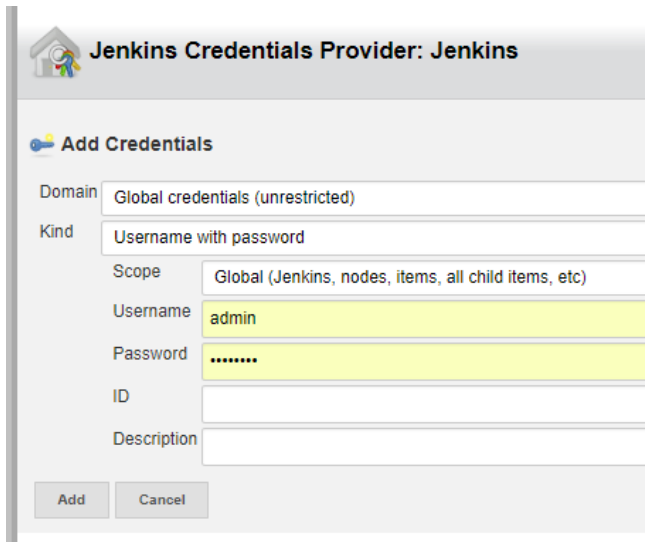 Jenkins Credentials Provider: Jenkins
Add Credentials
Domain Global credentials (unrestricted)
Kind Username with password
Scope Global (Jenkins, nodes, items, all child items, etc)
Username admin
Password ••••••••
ID
Description
Add Cancel